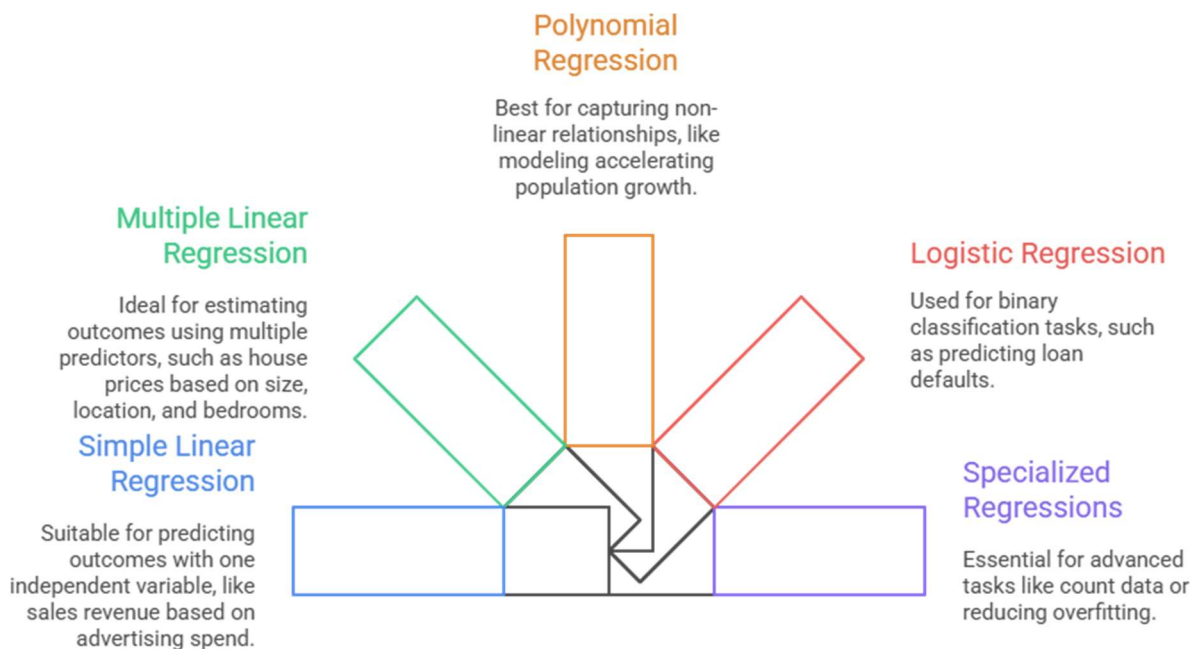 Polynomial
Regression
Best for capturing non-
linear relationships, like
modeling accelerating
population growth.
Multiple Linear
Regression
Ideal for estimating
outcomes using multiple
predictors, such as house
prices based on size,
location, and bedrooms.
Logistic Regression
Used for binary
classification tasks, such
as predicting loan
defaults.
Simple Linear
Regression
Suitable for predicting
outcomes with one
independent variable, like
sales revenue based on
advertising spend.
Specialized
Regressions
Essential for advanced
tasks like count data or
reducing overfitting.